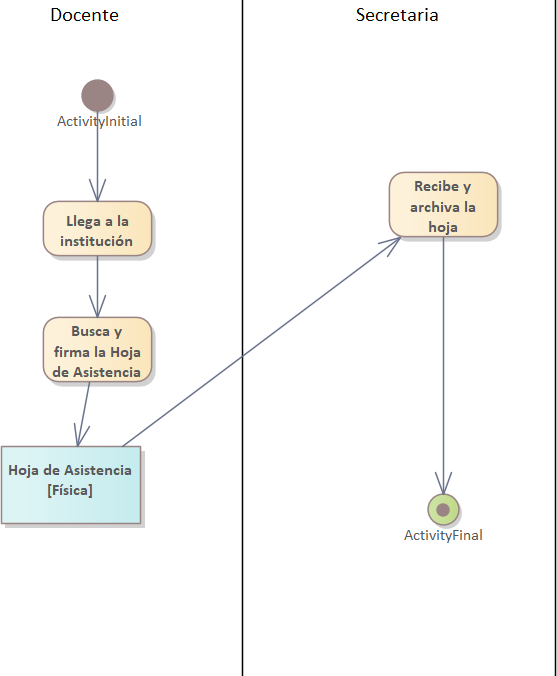 Docente
Secretaria
ActivityInitial
Llega a la
institución
Busca y
firma la Hoja
de Asistencia
Hoja de Asistencia
[Física]
Recibe y
archiva la
hoja
ActivityFinal